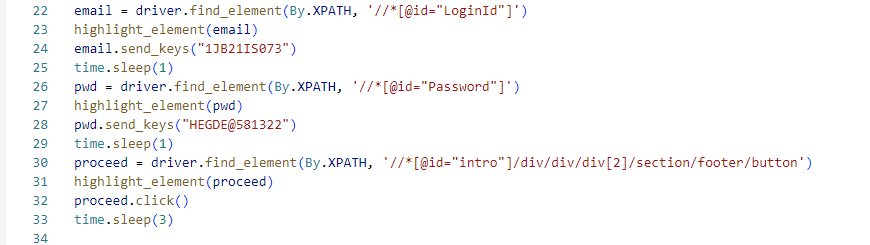 22 email = driver.find_element(By.XPATH, '//*[@id="LoginId"]')
23 highlight_element(email)
24 email.send_keys("1JB21IS073")
25 time.sleep(1)
26 pwd = driver.find_element(By.XPATH, '//*[@id="Password"]')
27 highlight_element(pwd)
28 pwd.send_keys("HEGDE@581322")
29 time.sleep(1)
30 proceed = driver.find_element(By.XPATH, '//*[@id="intro"]/div/div/div[2]/section/footer/button')
31 highlight_element(proceed)
32 proceed.click()
33 time.sleep(3)
34